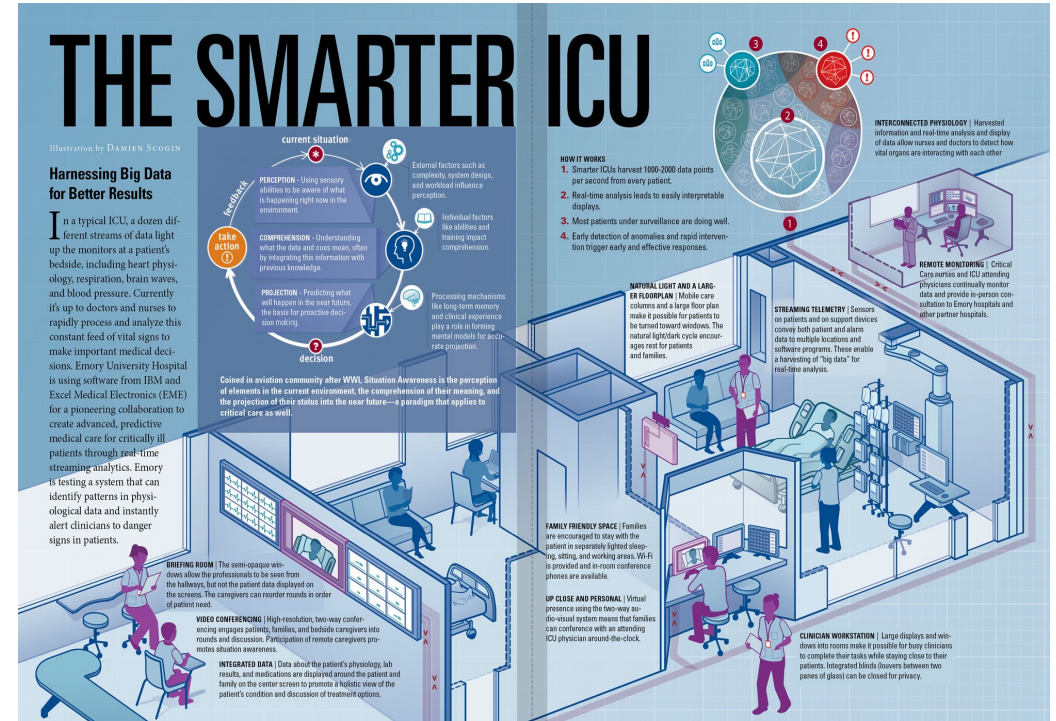 THE SMARTER ICU
Illustration by DAMIEN SCOGIN
Harnessing Big Data
for Better Results
In a typical ICU, a dozen dif-
ferent streams of data light
up the monitors at a patient's
bedside, including heart physi-
ology, respiration, brain waves,
and blood pressure. Currently
it's up to doctors and nurses to
rapidly process and analyze this
constant feed of vital signs to
make important medical deci-
sions. Emory University Hospital
is using software from IBM and
Excel Medical Electronics (EME)
for a pioneering collaboration to
create advanced, predictive
medical care for critically ill
patients through real-time
streaming analytics. Emory
is testing a system that can
identify patterns in physi-
ological data and instantly
alert clinicians to danger
signs in patients.
current situation
*
feedback
take
action
!
?
decision
PERCEPTION - Using sensory
abilities to be aware of what
is happening right now in the
environment.
COMPREHENSION - Understanding
what the data and cues mean, often
by integrating this information with
previous knowledge.
PROJECTION - Predicting what
will happen in the near future,
the basis for proactive deci-
sion making.
External factors such as
complexity, system design,
and workload influence
perception.
Individual factors
like abilities and
training impact
comprehension.
Processing mechanisms
like long-term memory
and clinical experience
play a role in forming
mental models for accu-
rate projection.
Coined in aviation community after WWI, Situation Awareness is the perception
of elements in the current environment, the comprehension of their meaning, and
the projection of their status into the near future—a paradigm that applies to
critical care as well.
HOW IT WORKS
1. Smarter ICUs harvest 1000-2000 data points
per second from every patient.
2. Real-time analysis leads to easily interpretable
displays.
3. Most patients under surveillance are doing well.
4. Early detection of anomalies and rapid interven-
tion trigger early and effective responses.
3
4
!
!
!
2
1
INTERCONNECTED PHYSIOLOGY | Harvested
information and real-time analysis and display
of data allow nurses and doctors to detect how
vital organs are interacting with each other
REMOTE MONITORING | Critical
Care nurses and ICU attending
physicians continually monitor
data and provide in-person con-
sultation to Emory hospitals and
other partner hospitals.
NATURAL LIGHT AND A LARG-
ER FLOORPLAN | Mobile care
columns and a large floor plan
make it possible for patients to
be turned toward windows. The
natural light/dark cycle encour-
ages rest for patients
and families.
STREAMING TELEMETRY | Sensors
on patients and on support devices
convey both patient and alarm
data to multiple locations and
software programs. These enable
a harvesting of "big data" for
real-time analysis.
FAMILY FRIENDLY SPACE | Families
are encouraged to stay with the
patient in separately lighted sleep-
ing, sitting, and working areas. Wi-Fi
is provided and in-room conference
phones are available.
UP CLOSE AND PERSONAL | Virtual
presence using the two-way au-
dio-visual system means that families
can conference with an attending
ICU physician around-the-clock.
BRIEFING ROOM | The semi-opaque win-
dows allow the professionals to be seen from
the hallways, but not the patient data displayed on
the screens. The caregivers can reorder rounds in order
of patient need.
VIDEO CONFERENCING | High-resolution, two-way confer-
encing engages patients, families, and bedside caregivers into
rounds and discussion. Participation of remote caregivers pro-
motes situation awareness.
INTEGRATED DATA | Data about the patient's physiology, lab
results, and medications are displayed around the patient and
family on the center screen to promote a holistic view of the
patient's condition and discussion of treatment options.
CLINICIAN WORKSTATION | Large displays and win-
dows into rooms make it possible for busy clinicians
to complete their tasks while staying close to their
patients. Integrated blinds (louvers between two
panes of glass) can be closed for privacy.